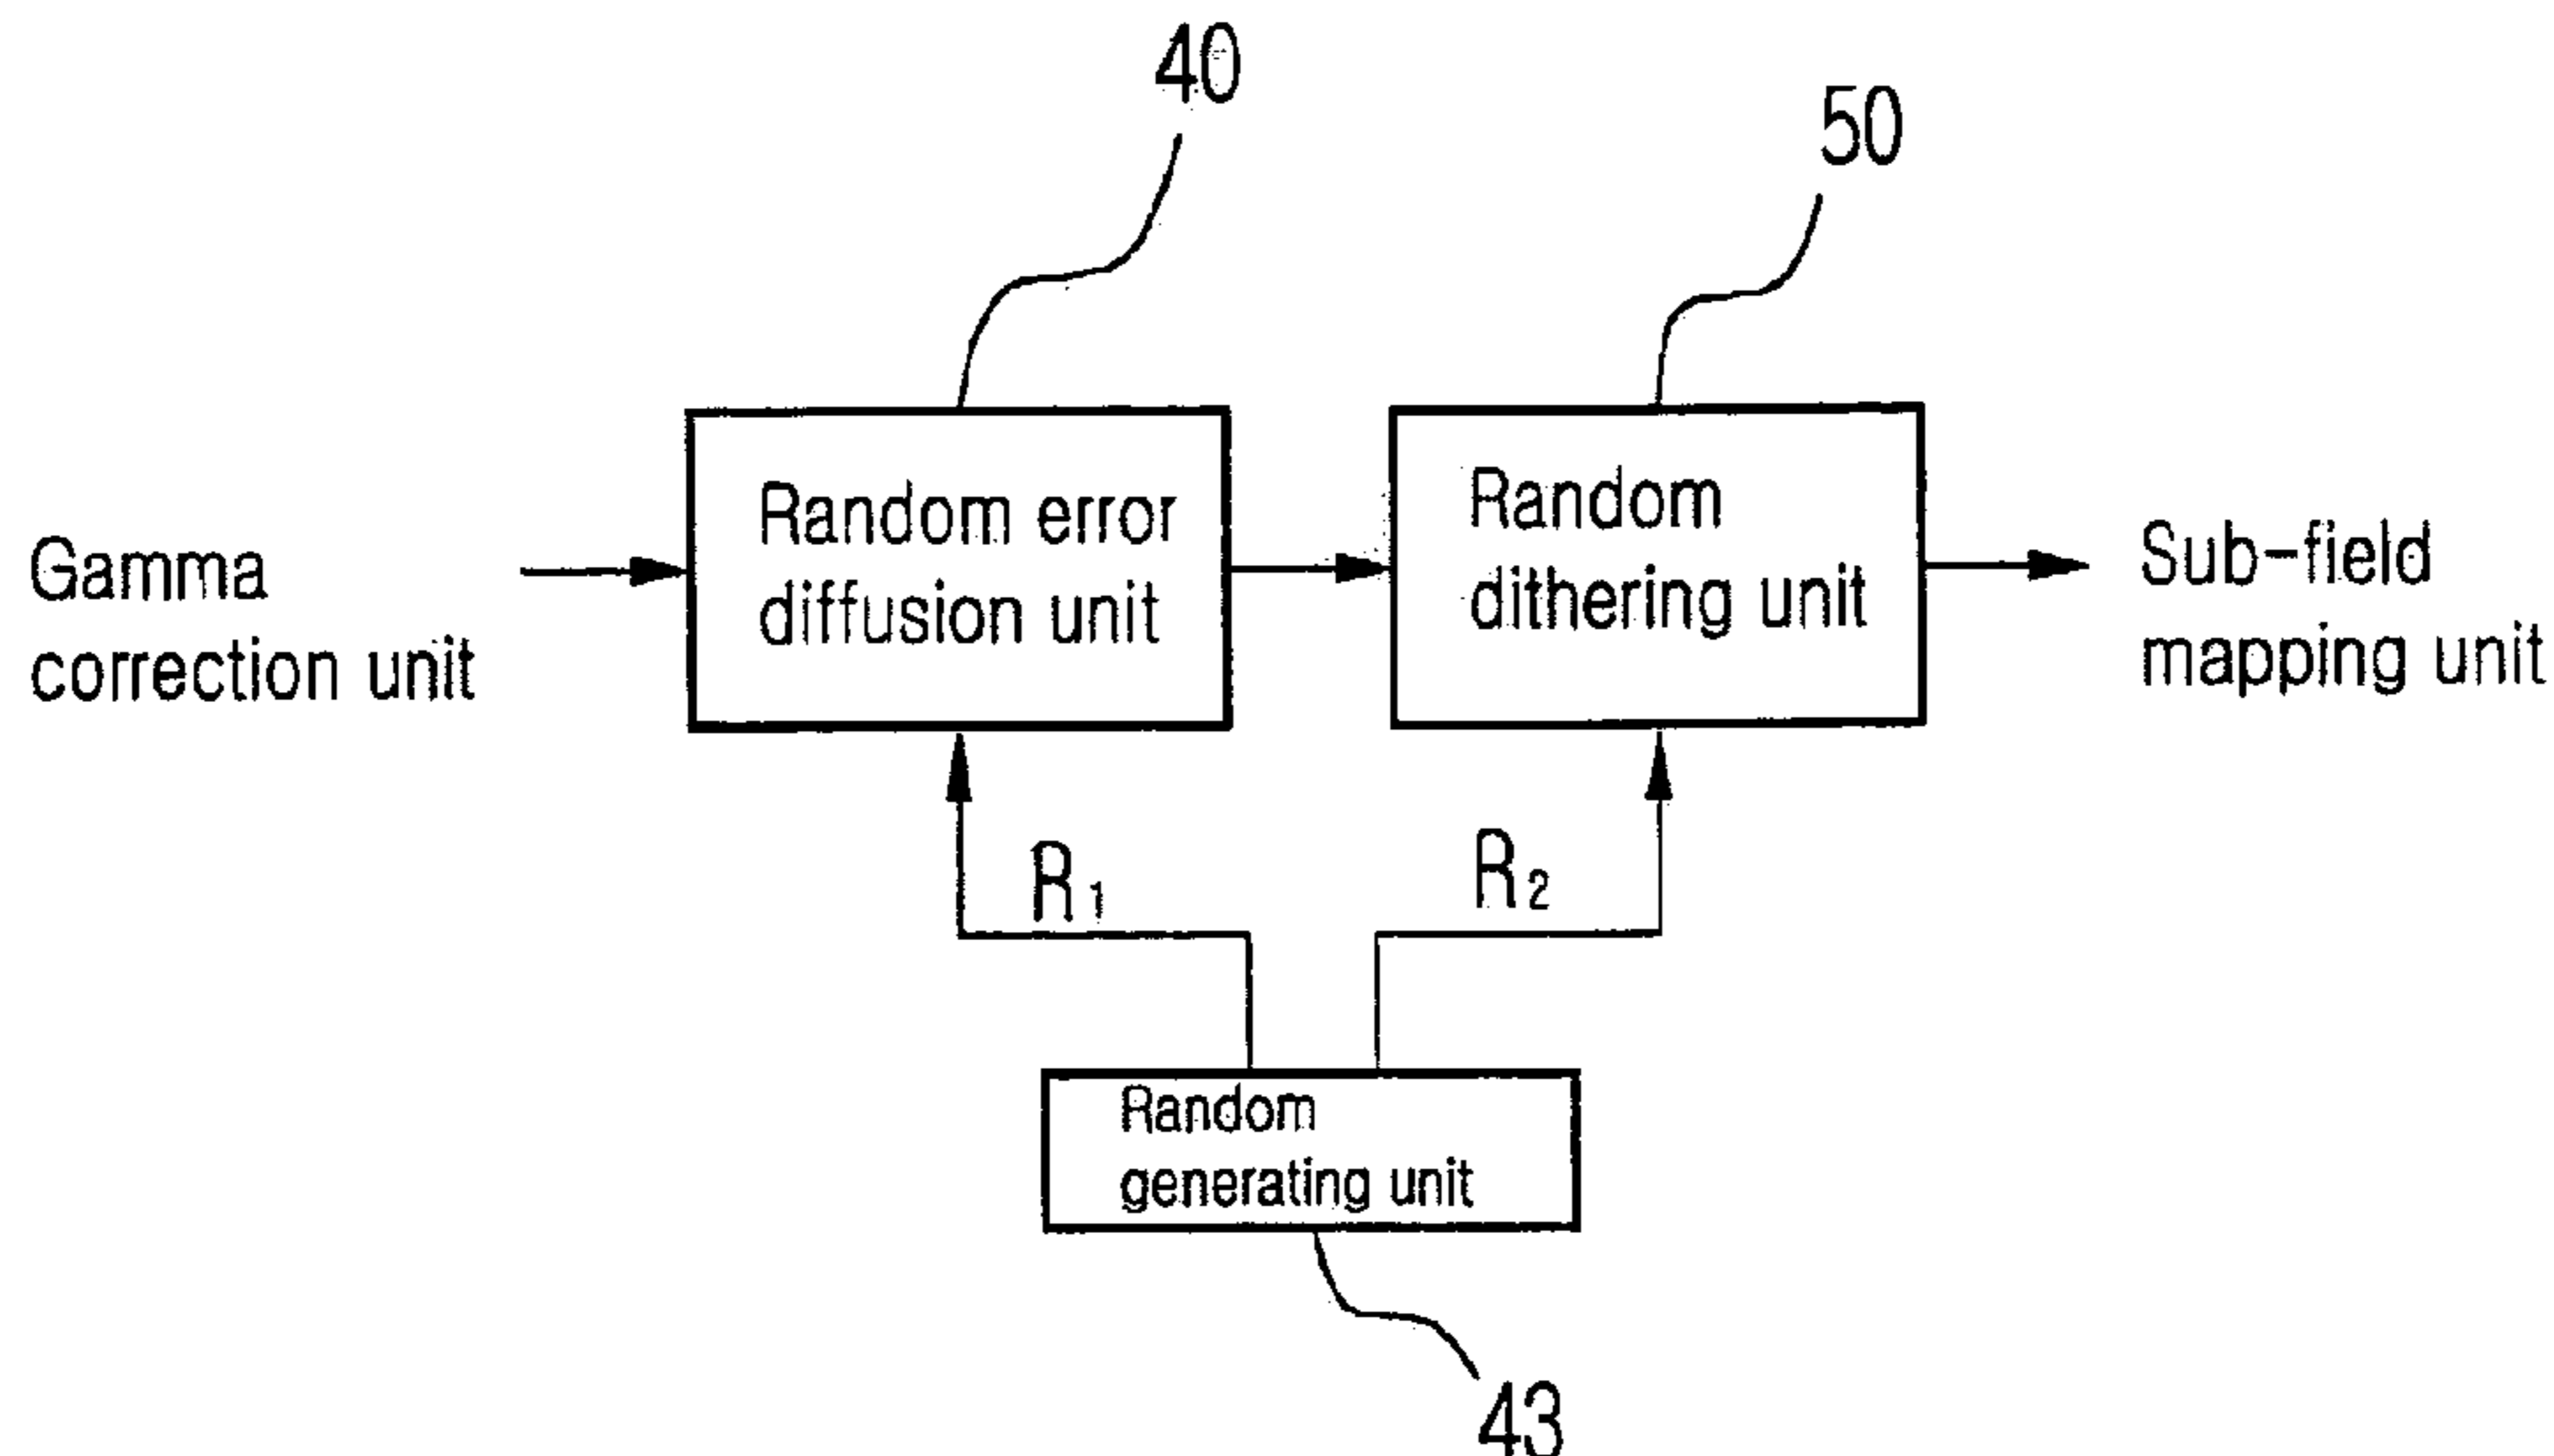 40
50
Gamma
correction unit
Random error
diffusion unit
Random
dithering unit
Sub-field
mapping unit
R1
R2
Random
generating unit
43